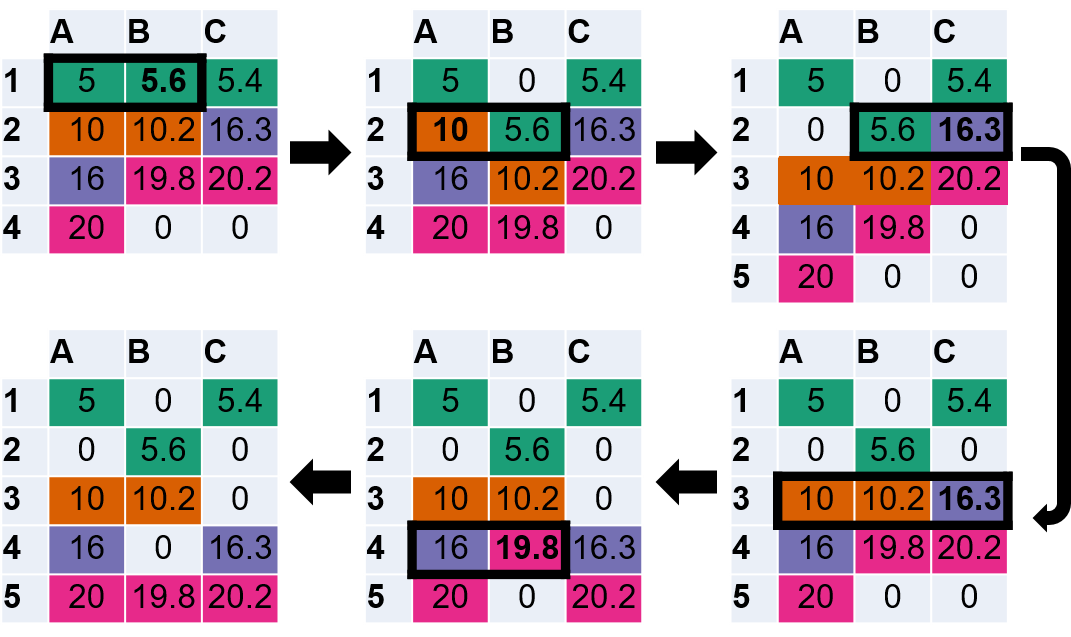 A B C
1 5 5.6 5.4
2 10 10.2 16.3
3 16 19.8 20.2
4 20 0 0
A B C
1 5 0 5.4
2 10 5.6 16.3
3 16 10.2 20.2
4 20 19.8 0
A B C
1 5 0 5.4
2 0 5.6 16.3
3 10 10.2 20.2
4 16 19.8 0
5 20 0 0
A B C
1 5 0 5.4
2 0 5.6 0
3 10 10.2 0
4 16 0 16.3
5 20 19.8 20.2
A B C
1 5 0 5.4
2 0 5.6 0
3 10 10.2 0
4 16 19.8 16.3
5 20 0 20.2
A B C
1 5 0 5.4
2 0 5.6 0
3 10 10.2 16.3
4 16 19.8 20.2
5 20 0 0